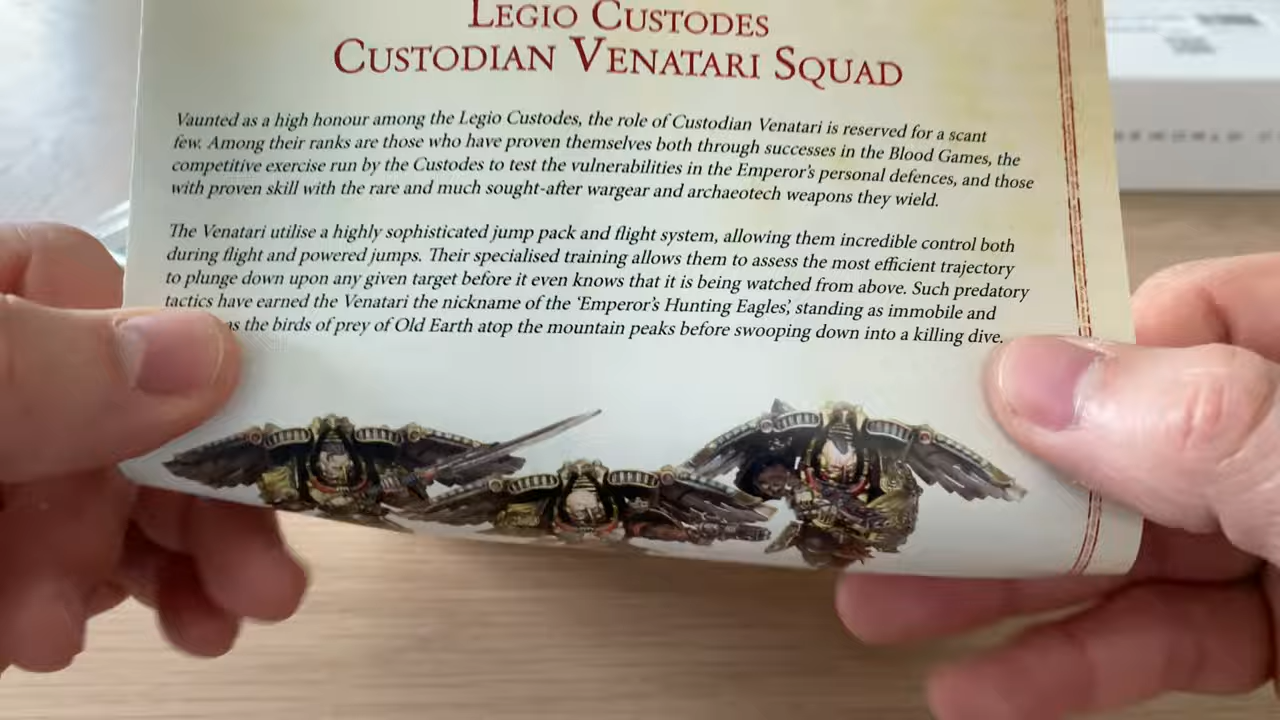 Legio Custodes
Custodian Venatari Squad
Vaunted as a high honour among the Legio Custodes, the role of Custodian Venatari is reserved for a scant
few. Among their ranks are those who have proven themselves both through successes in the Blood Games, the
competitive exercise run by the Custodes to test the vulnerabilities in the Emperor's personal defences, and those
with proven skill with the rare and much sought-after wargear and archaeotech weapons they wield.
The Venatari utilise a highly sophisticated jump pack and flight system, allowing them incredible control both
during flight and powered jumps. Their specialised training allows them to assess the most efficient trajectory
to plunge down upon any given target before it even knows that it is being watched from above. Such predatory
tactics have earned the Venatari the nickname of the 'Emperor's Hunting Eagles', standing as immobile and
as the birds of prey of Old Earth atop the mountain peaks before swooping down into a killing dive.